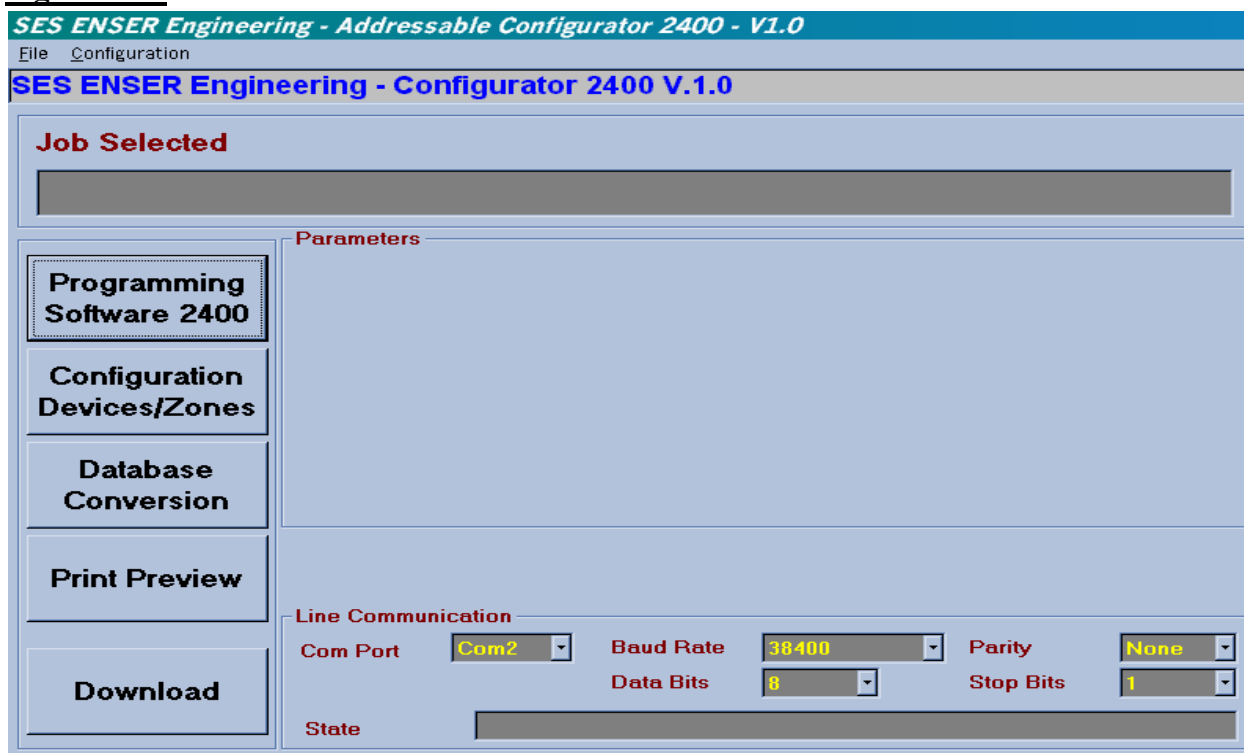 SES ENSER Engineering - Addressable Configurator 2400 - V1.0
File Configuration
SES ENSER Engineering - Configurator 2400 V.1.0
Job Selected
Parameters
Programming
Software 2400
Configuration
Devices/Zones
Database
Conversion
Print Preview
Download
Line Communication
Com Port Com2 Baud Rate 38400 Parity None
Data Bits 8 Stop Bits 1
State